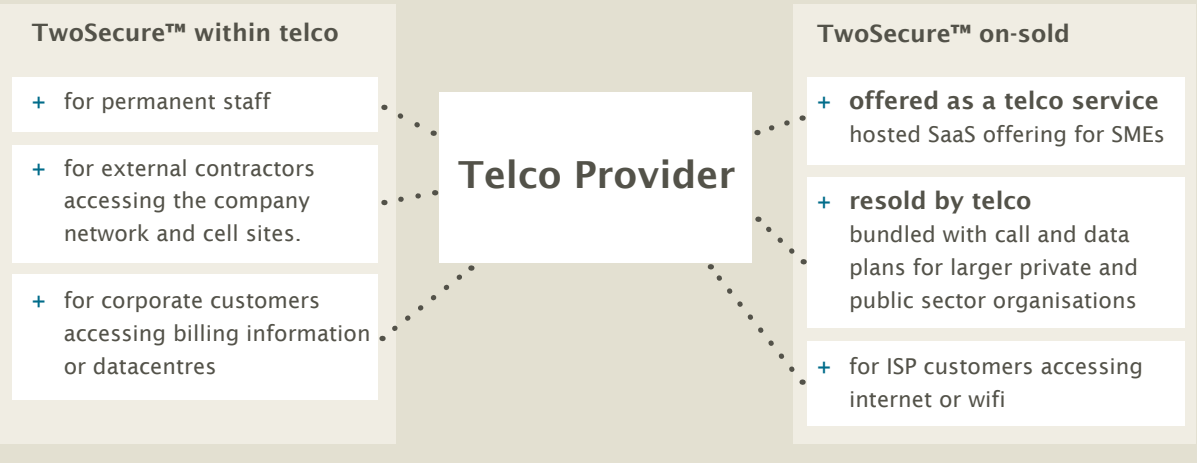 TwoSecure™ within telco
+ for permanent staff
+ for external contractors
accessing the company
network and cell sites.
+ for corporate customers
accessing billing information
or datacentres
Telco Provider
TwoSecure™ on-sold
+ offered as a telco service
hosted SaaS offering for SMEs
+ resold by telco
bundled with call and data
plans for larger private and
public sector organisations
+ for ISP customers accessing
internet or wifi